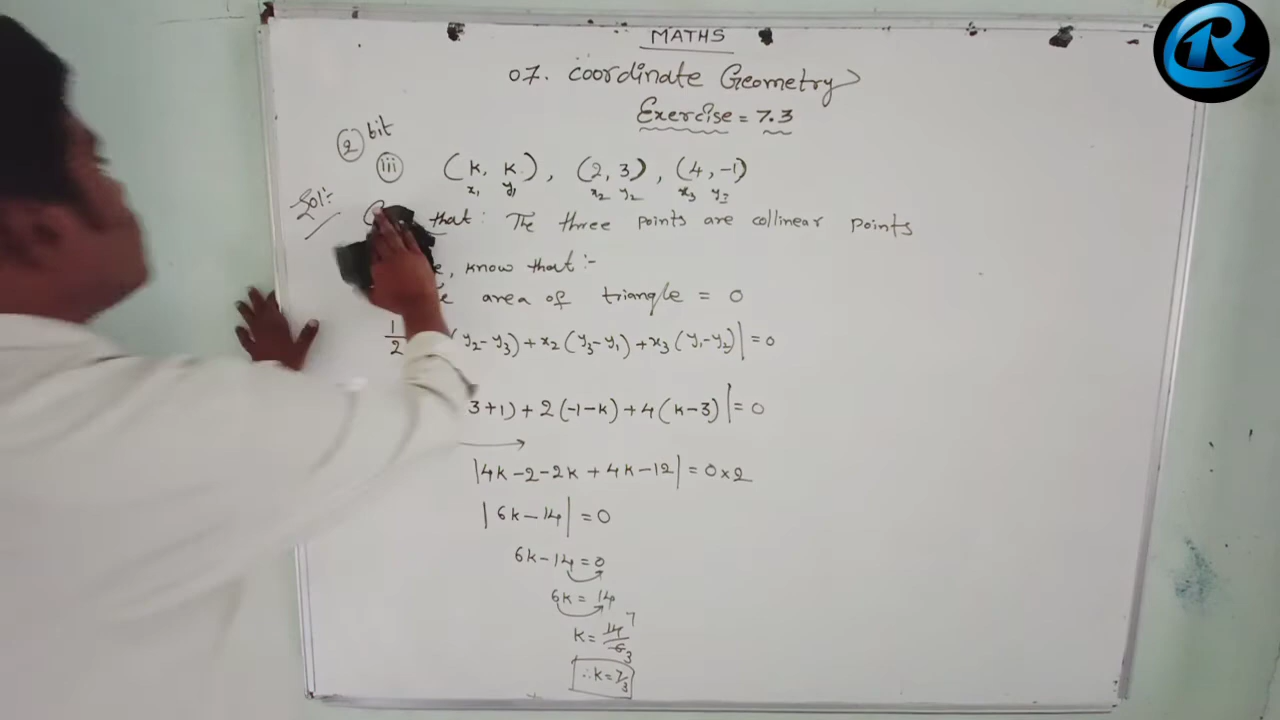 MATHS
07. Coordinate Geometry
Exercise = 7.3
2 bit
iii (K, K), (2, 3), (4, -1)
x₁ y₁ x₂ y₂ x₃ y₃
Sol:- that: The three points are collinear points
know that:-
area of triangle = 0
1/2 (y₂-y₃) + x₂(y₃-y₁) + x₃(y₁-y₂)| = 0
3+1) + 2(-1-K) + 4(K-3)| = 0
|4K-2-2K+4K-12| = 0×2
|6K-14| = 0
6K-14=0
6K = 14
K = 14/6 7 3
∴K=7/3
R